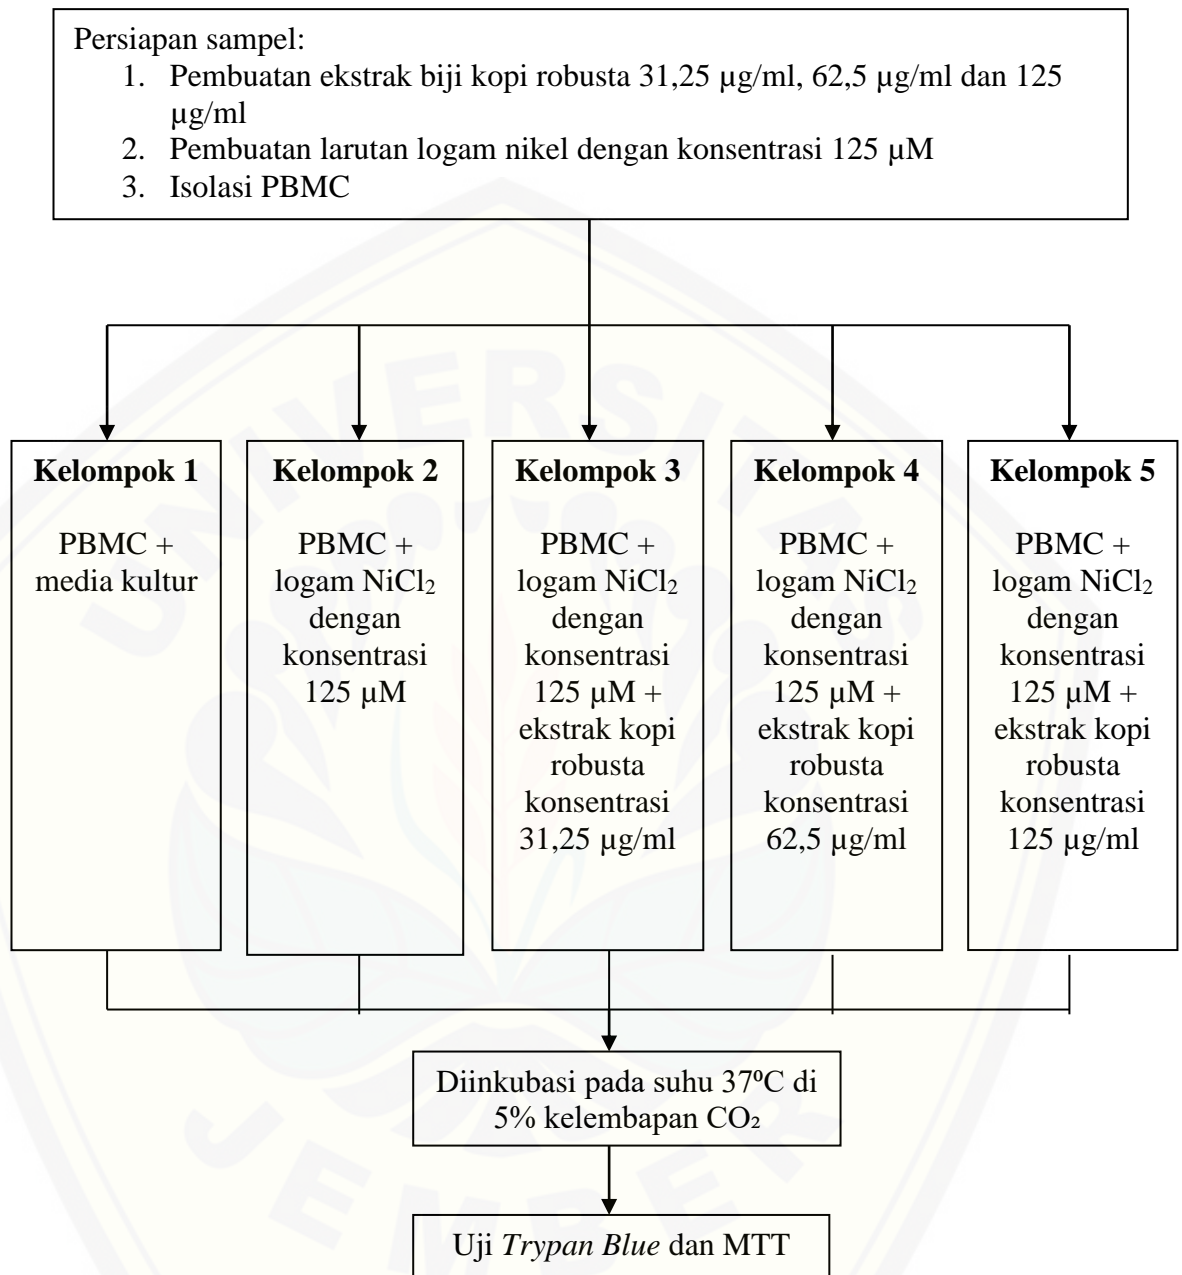 Persiapan sampel:
1. Pembuatan ekstrak biji kopi robusta 31,25 µg/ml, 62,5 µg/ml dan 125
µg/ml
2. Pembuatan larutan logam nikel dengan konsentrasi 125 µM
3. Isolasi PBMC
Kelompok 1
PBMC +
media kultur
Kelompok 2
PBMC +
logam NiCl₂
dengan
konsentrasi
125 µM
Kelompok 3
PBMC +
logam NiCl₂
dengan
konsentrasi
125 µM +
ekstrak kopi
robusta
konsentrasi
31,25 µg/ml
Kelompok 4
PBMC +
logam NiCl₂
dengan
konsentrasi
125 µM +
ekstrak kopi
robusta
konsentrasi
62,5 µg/ml
Kelompok 5
PBMC +
logam NiCl₂
dengan
konsentrasi
125 µM +
ekstrak kopi
robusta
konsentrasi
125 µg/ml
Diinkubasi pada suhu 37⁰C di
5% kelembapan CO₂
Uji Trypan Blue dan MTT
UNIVERSITAS
JEMBER